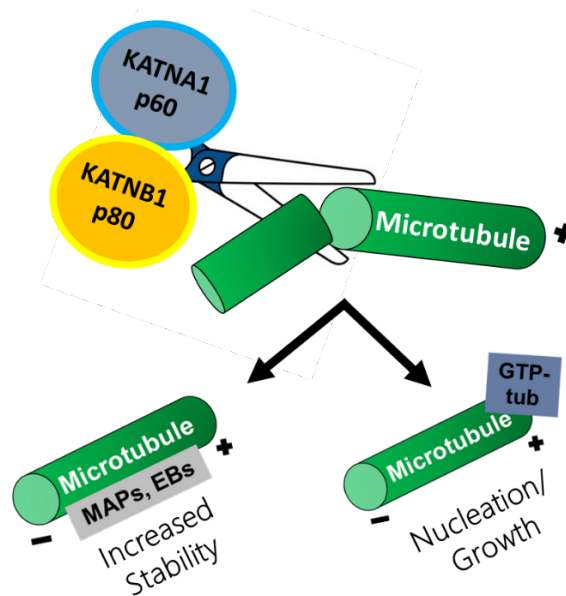 KATNA1
p60
KATNB1
p80
Microtubule
+
GTP-
tub
Microtubule
+
MAPs, EBs
−
Increased
Stability
Microtubule
+
−
Nucleation/
Growth